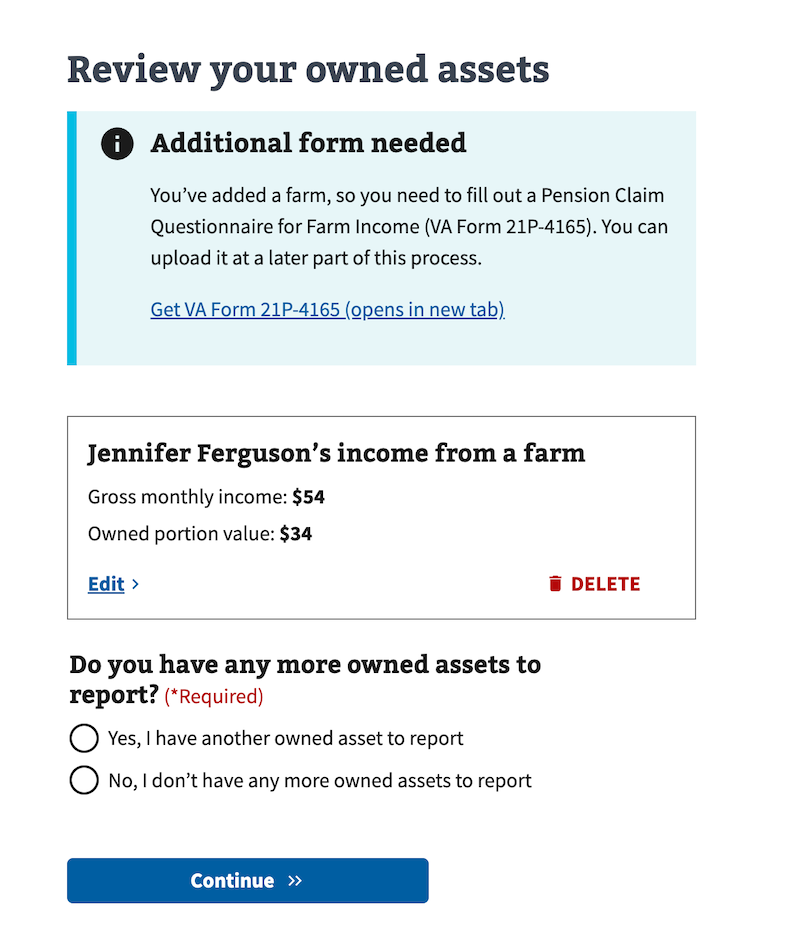 Review your owned assets
Additional form needed
You’ve added a farm, so you need to fill out a Pension Claim
Questionnaire for Farm Income (VA Form 21P-4165). You can
upload it at a later part of this process.
Get VA Form 21P-4165 (opens in new tab)
Jennifer Ferguson’s income from a farm
Gross monthly income: $54
Owned portion value: $34
Edit
DELETE
Do you have any more owned assets to
report? (*Required)
Yes, I have another owned asset to report
No, I don’t have any more owned assets to report
Continue